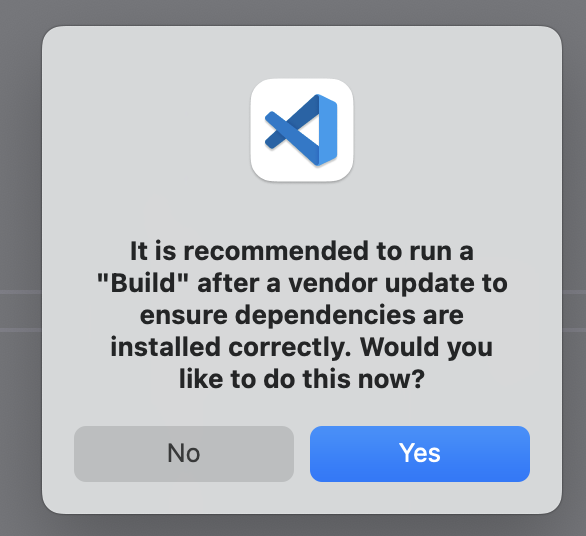 It is recommended to run a
"Build" after a vendor update to
ensure dependencies are
installed correctly. Would you
like to do this now?
No
Yes